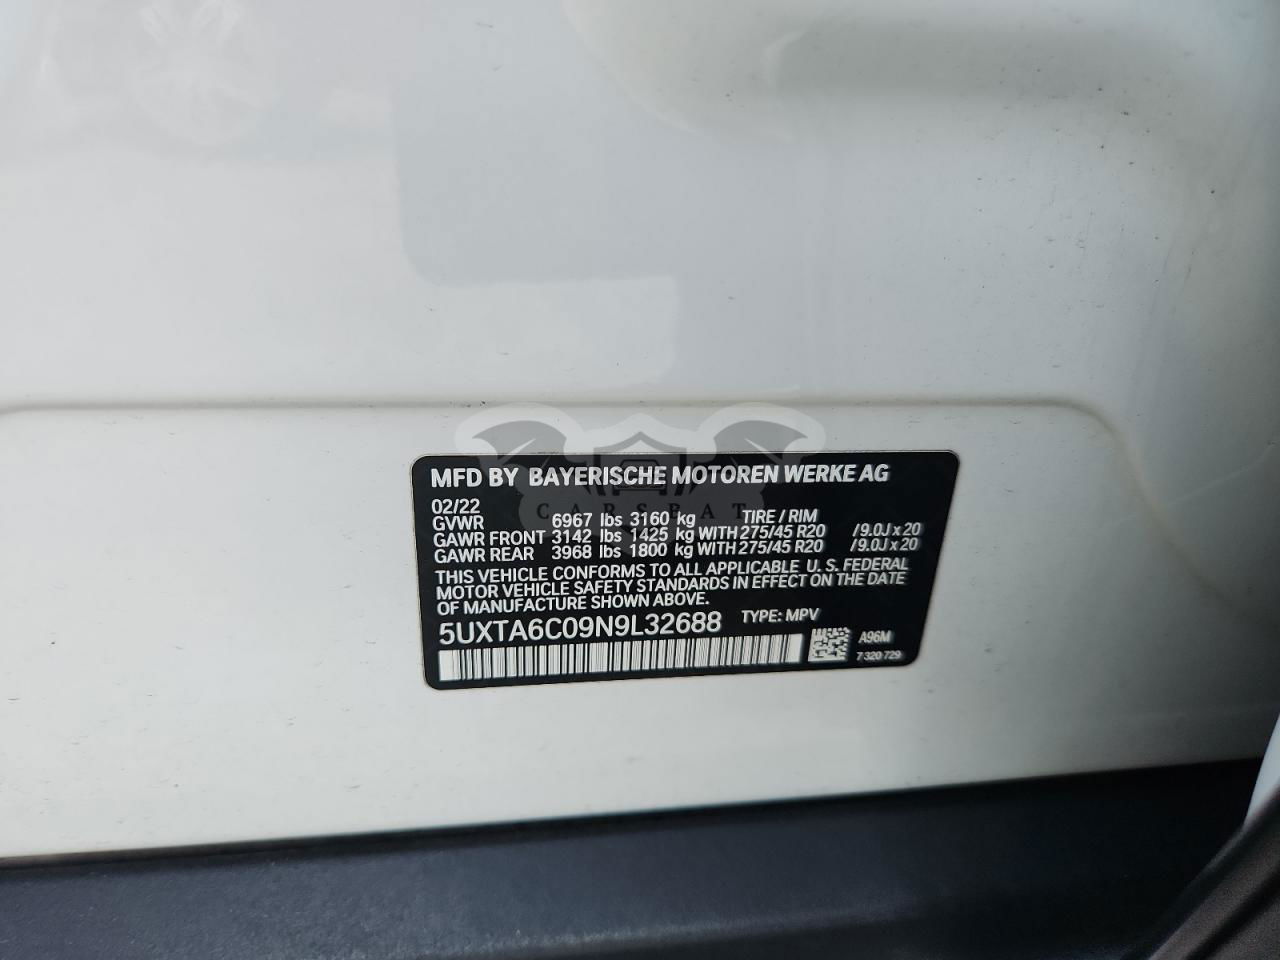 MFD BY BAYERISCHE MOTOREN WERKE AG
CARSBAT
02/22
GVWR 6967 lbs 3160 kg TIRE / RIM
GAWR FRONT 3142 lbs 1425 kg WITH 275/45 R20 /9.0J x 20
GAWR REAR 3968 lbs 1800 kg WITH 275/45 R20 /9.0J x 20
THIS VEHICLE CONFORMS TO ALL APPLICABLE U. S. FEDERAL
MOTOR VEHICLE SAFETY STANDARDS IN EFFECT ON THE DATE
OF MANUFACTURE SHOWN ABOVE.
5UXTA6C09N9L32688 TYPE: MPV
A96M
7 320 729